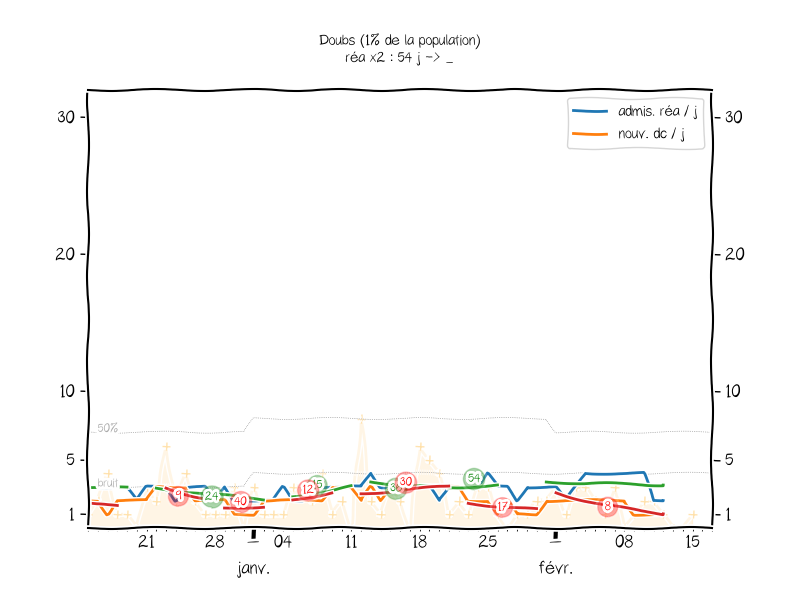 Doubs (1% de la population)
réa x2 : 54 j -> _
admis. réa / j
nouv. dc / j
30 30
20 20
10 10
50%
5 5
bruit
54
30
15
12
9
24
40
17
8
1 1
21 28 04 11 18 25 08 15
janv. févr.